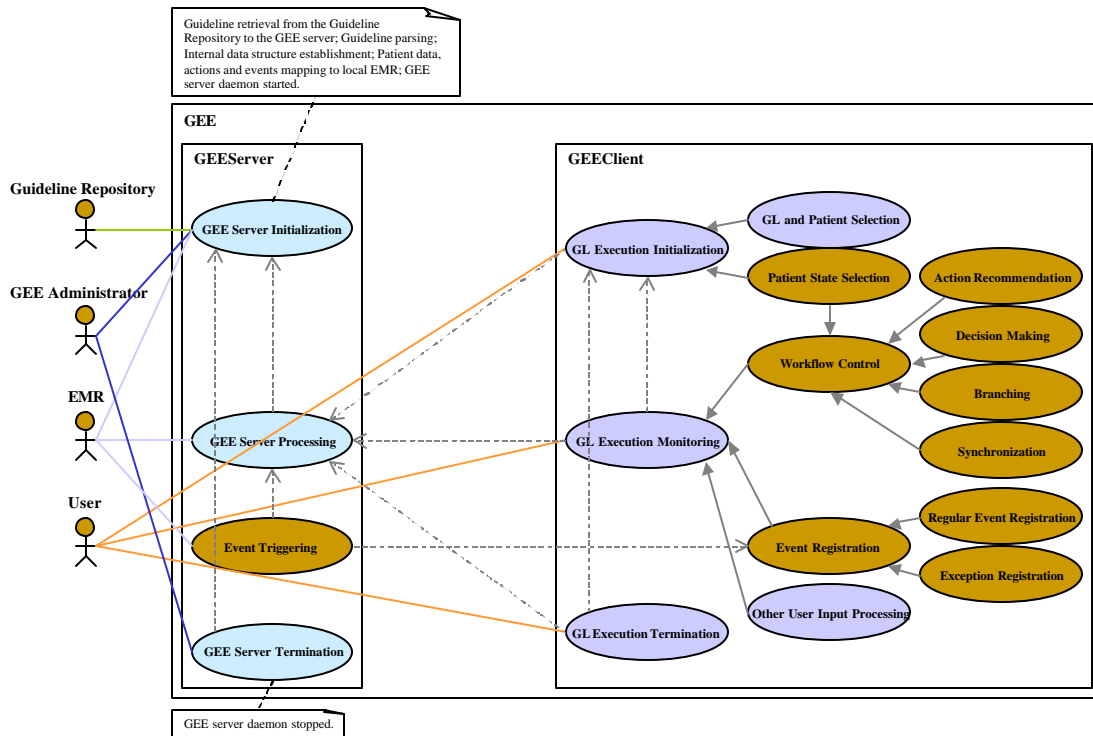 Guideline retrieval from the Guideline
Repository to the GEE server; Guideline parsing;
Internal data structure establishment; Patient data,
actions and events mapping to local EMR; GEE
server daemon started.
GEE
GEEServer
GEEClient
Guideline Repository
GEE Administrator
EMR
User
GEE Server Initialization
GEE Server Processing
Event Triggering
GEE Server Termination
GL Execution Initialization
GL Execution Monitoring
GL Execution Termination
GL and Patient Selection
Patient State Selection
Workflow Control
Event Registration
Other User Input Processing
Action Recommendation
Decision Making
Branching
Synchronization
Regular Event Registration
Exception Registration
GEE server daemon stopped.